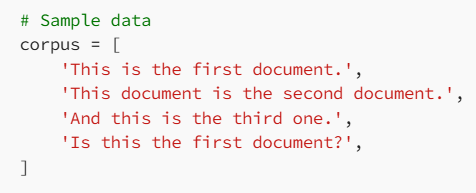 # Sample data
corpus = [
    'This is the first document.',
    'This document is the second document.',
    'And this is the third one.',
    'Is this the first document?',
]